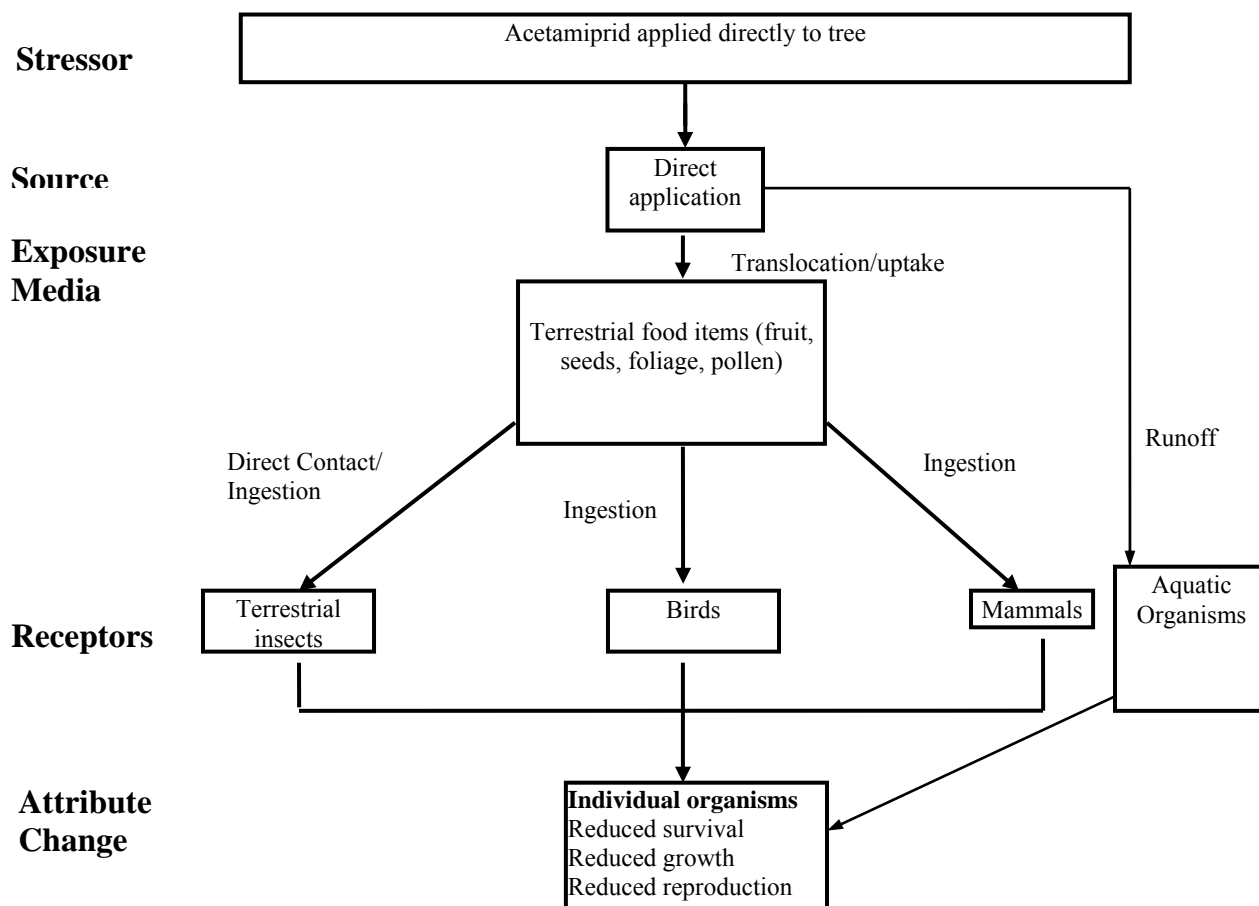 Stressor
Acetamiprid applied directly to tree
Source
Direct
application
Exposure
Media
Translocation/uptake
Terrestrial food items (fruit,
seeds, foliage, pollen)
Direct Contact/
Ingestion
Ingestion
Ingestion
Runoff
Receptors
Terrestrial
insects
Birds
Mammals
Aquatic
Organisms
Attribute
Change
Individual organisms
Reduced survival
Reduced growth
Reduced reproduction